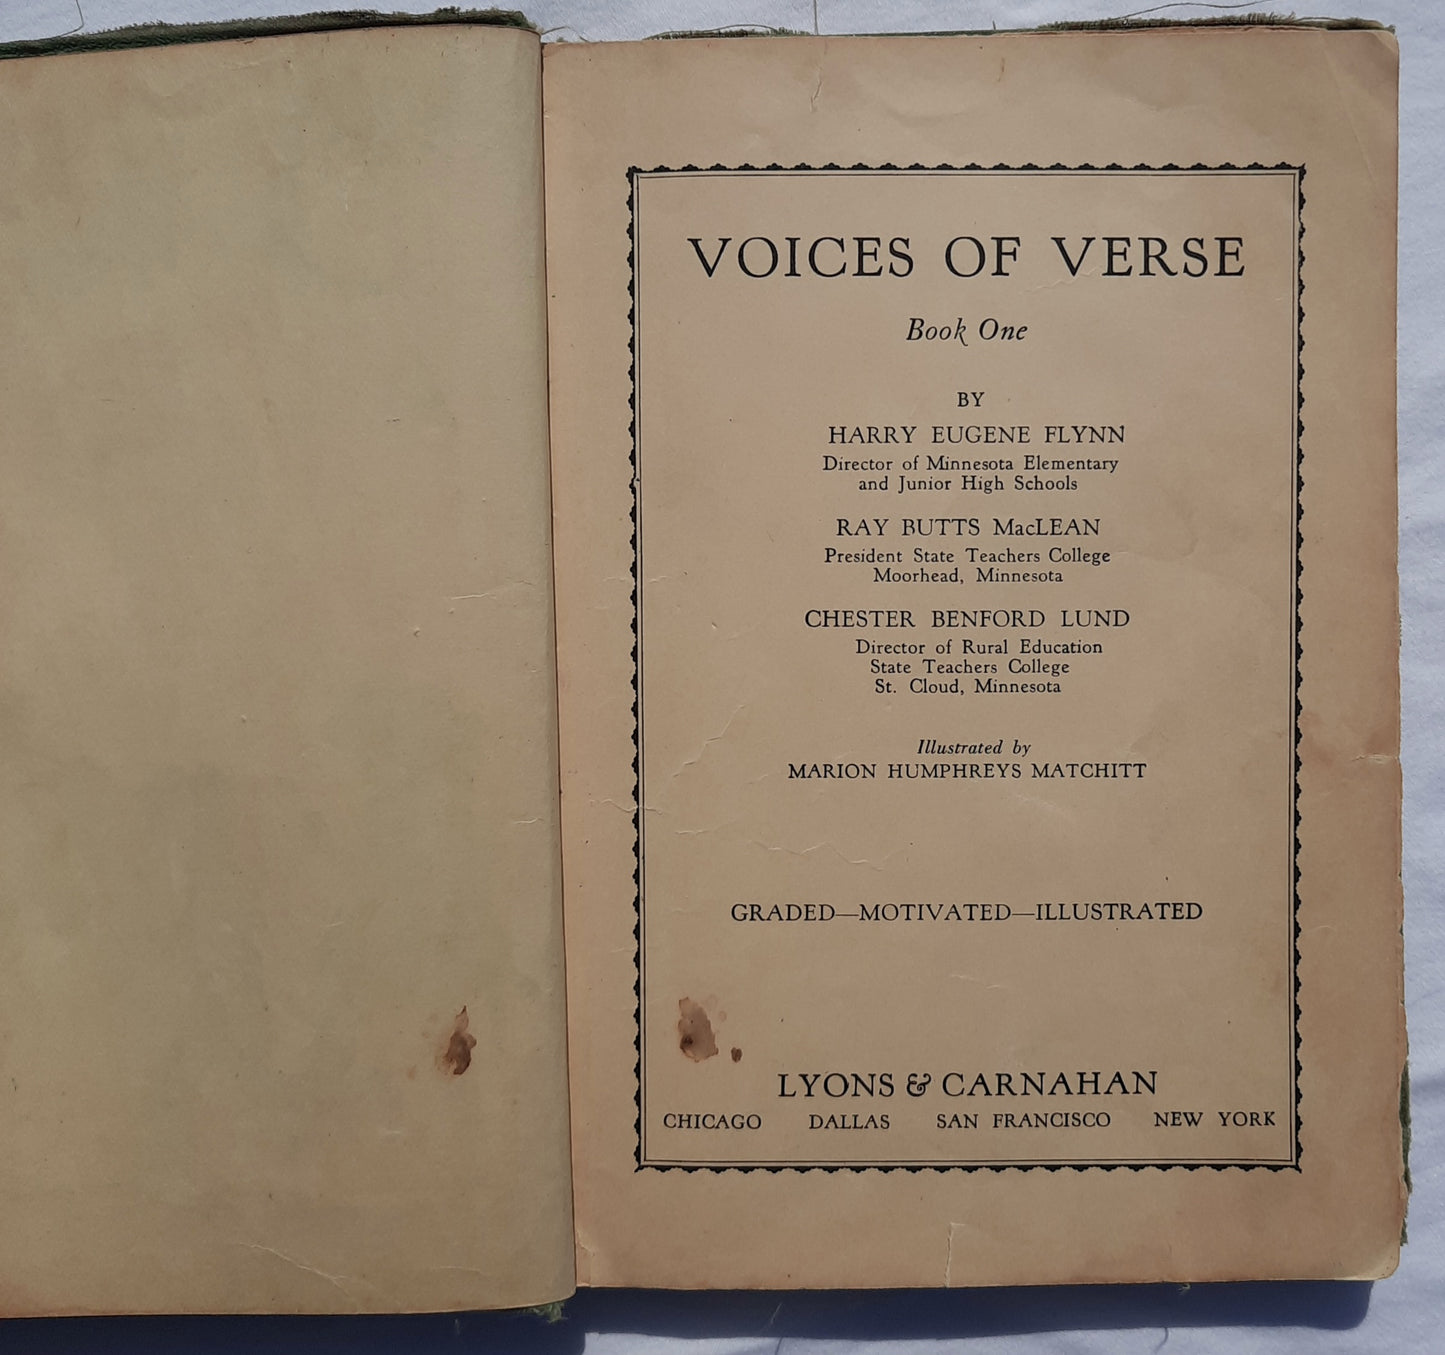 VOICES OF VERSE
Book One
BY
HARRY EUGENE FLYNN
Director of Minnesota Elementary
and Junior High Schools
RAY BUTTS MacLEAN
President State Teachers College
Moorhead, Minnesota
CHESTER BENFORD LUND
Director of Rural Education
State Teachers College
St. Cloud, Minnesota
Illustrated by
MARION HUMPHREYS MATCHITT
GRADED—MOTIVATED—ILLUSTRATED
LYONS & CARNAHAN
CHICAGO DALLAS SAN FRANCISCO NEW YORK